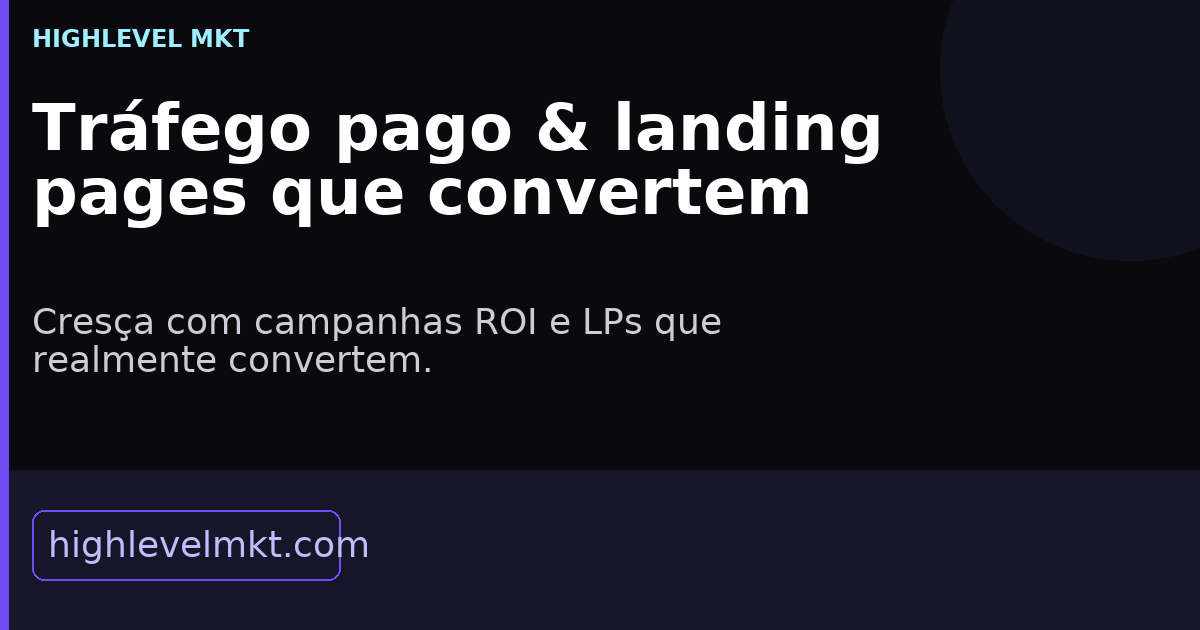 HIGHLEVEL MKT
Tráfego pago & landing
pages que convertem
Cresça com campanhas ROI e LPs que
realmente convertem.
highlevelmkt.com